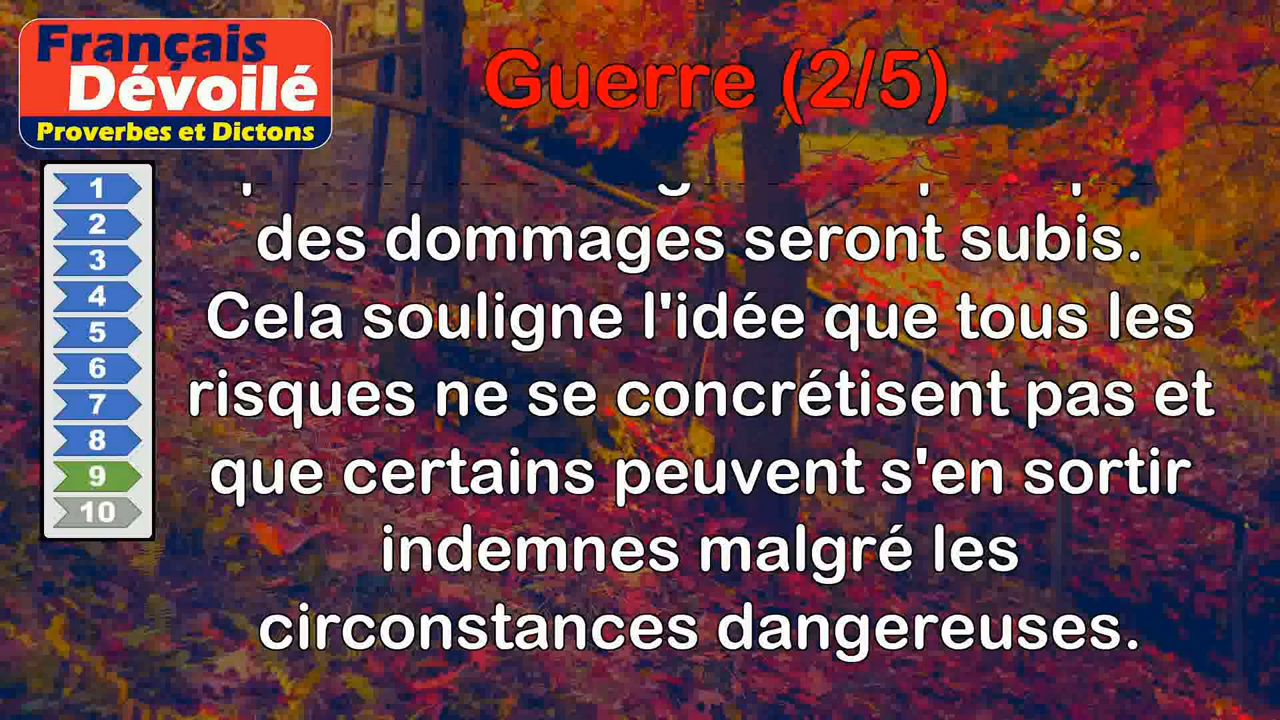 Français
Dévoilé
Proverbes et Dictons
Guerre (2/5)
1
2
3
4
5
6
7
8
9
10
des dommages seront subis.
Cela souligne l'idée que tous les
risques ne se concrétisent pas et
que certains peuvent s'en sortir
indemnes malgré les
circonstances dangereuses.